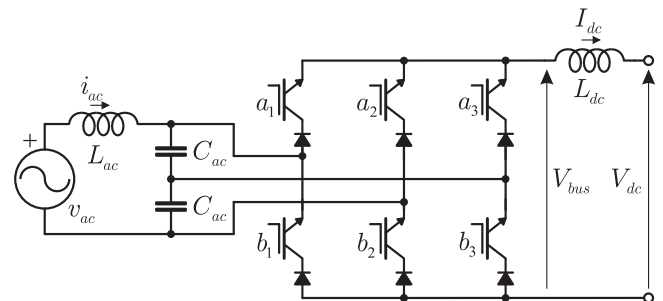 I_dc
i_ac
a_1
a_2
a_3
L_dc
+
L_ac
C_ac
V_bus
V_dc
v_ac
C_ac
b_1
b_2
b_3